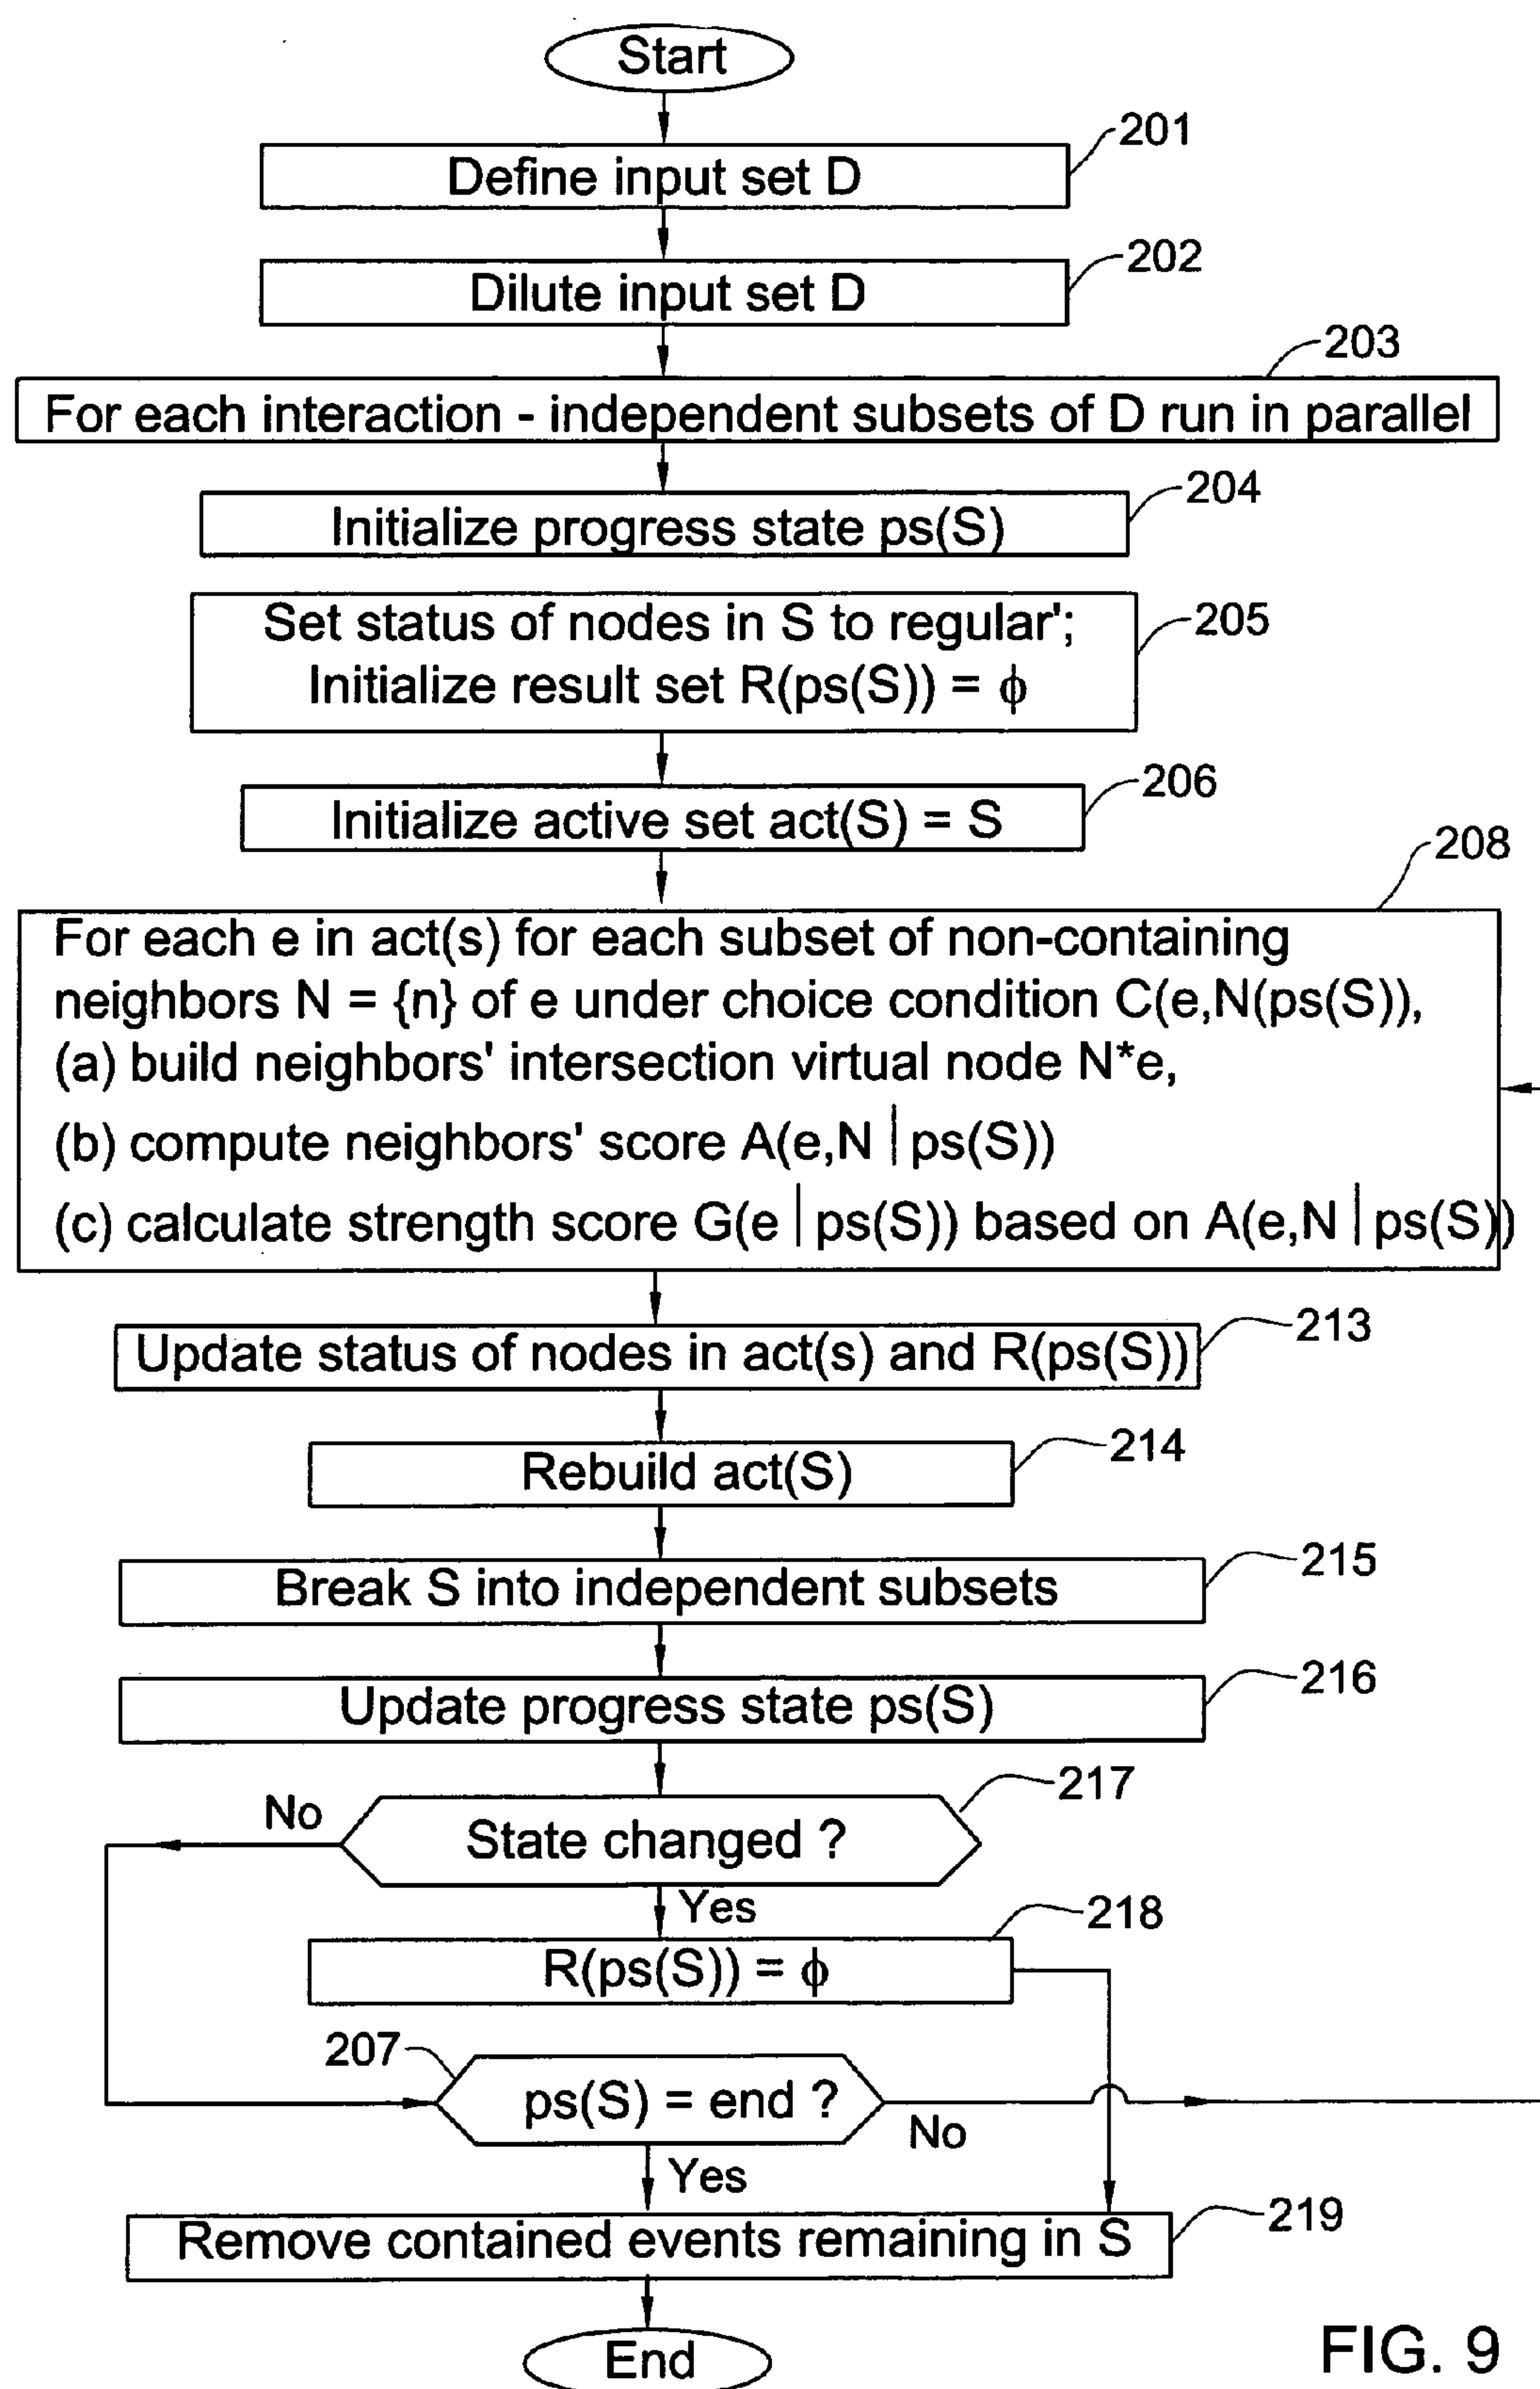 Start
201
Define input set D
202
Dilute input set D
203
For each interaction - independent subsets of D run in parallel
204
Initialize progress state ps(S)
205
Set status of nodes in S to regular';
Initialize result set R(ps(S)) = ϕ
206
Initialize active set act(S) = S
208
For each e in act(s) for each subset of non-containing
neighbors N = {n} of e under choice condition C(e,N(ps(S)),
(a) build neighbors' intersection virtual node N*e,
(b) compute neighbors' score A(e,N | ps(S))
(c) calculate strength score G(e | ps(S)) based on A(e,N | ps(S))
213
Update status of nodes in act(s) and R(ps(S))
214
Rebuild act(S)
215
Break S into independent subsets
216
Update progress state ps(S)
217
No
State changed ?
Yes
218
R(ps(S)) = ϕ
207
ps(S) = end ?
No
Yes
219
Remove contained events remaining in S
End
FIG. 9